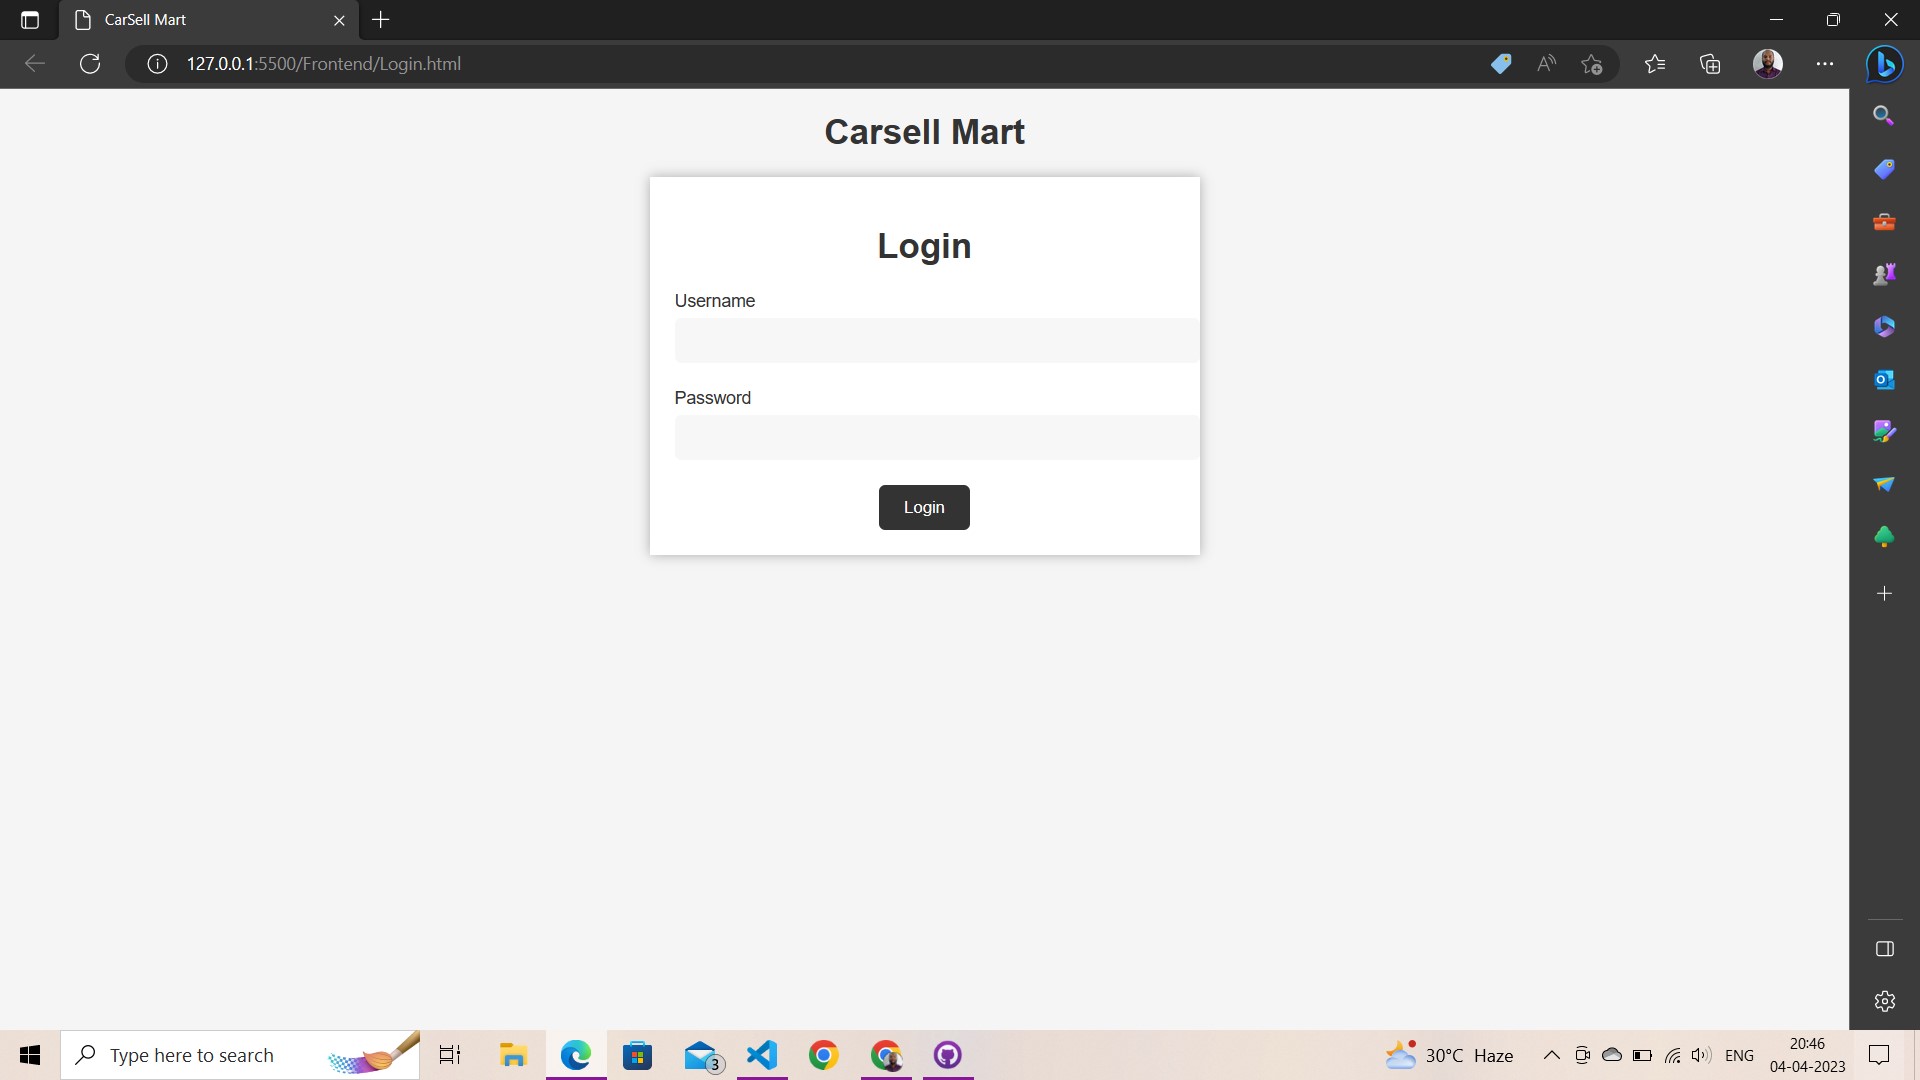 CarSell Mart
127.0.0.1:5500/Frontend/Login.html
Carsell Mart
Login
Username
Password
Login
Type here to search
3
30°C Haze
ENG
20:46
04-04-2023